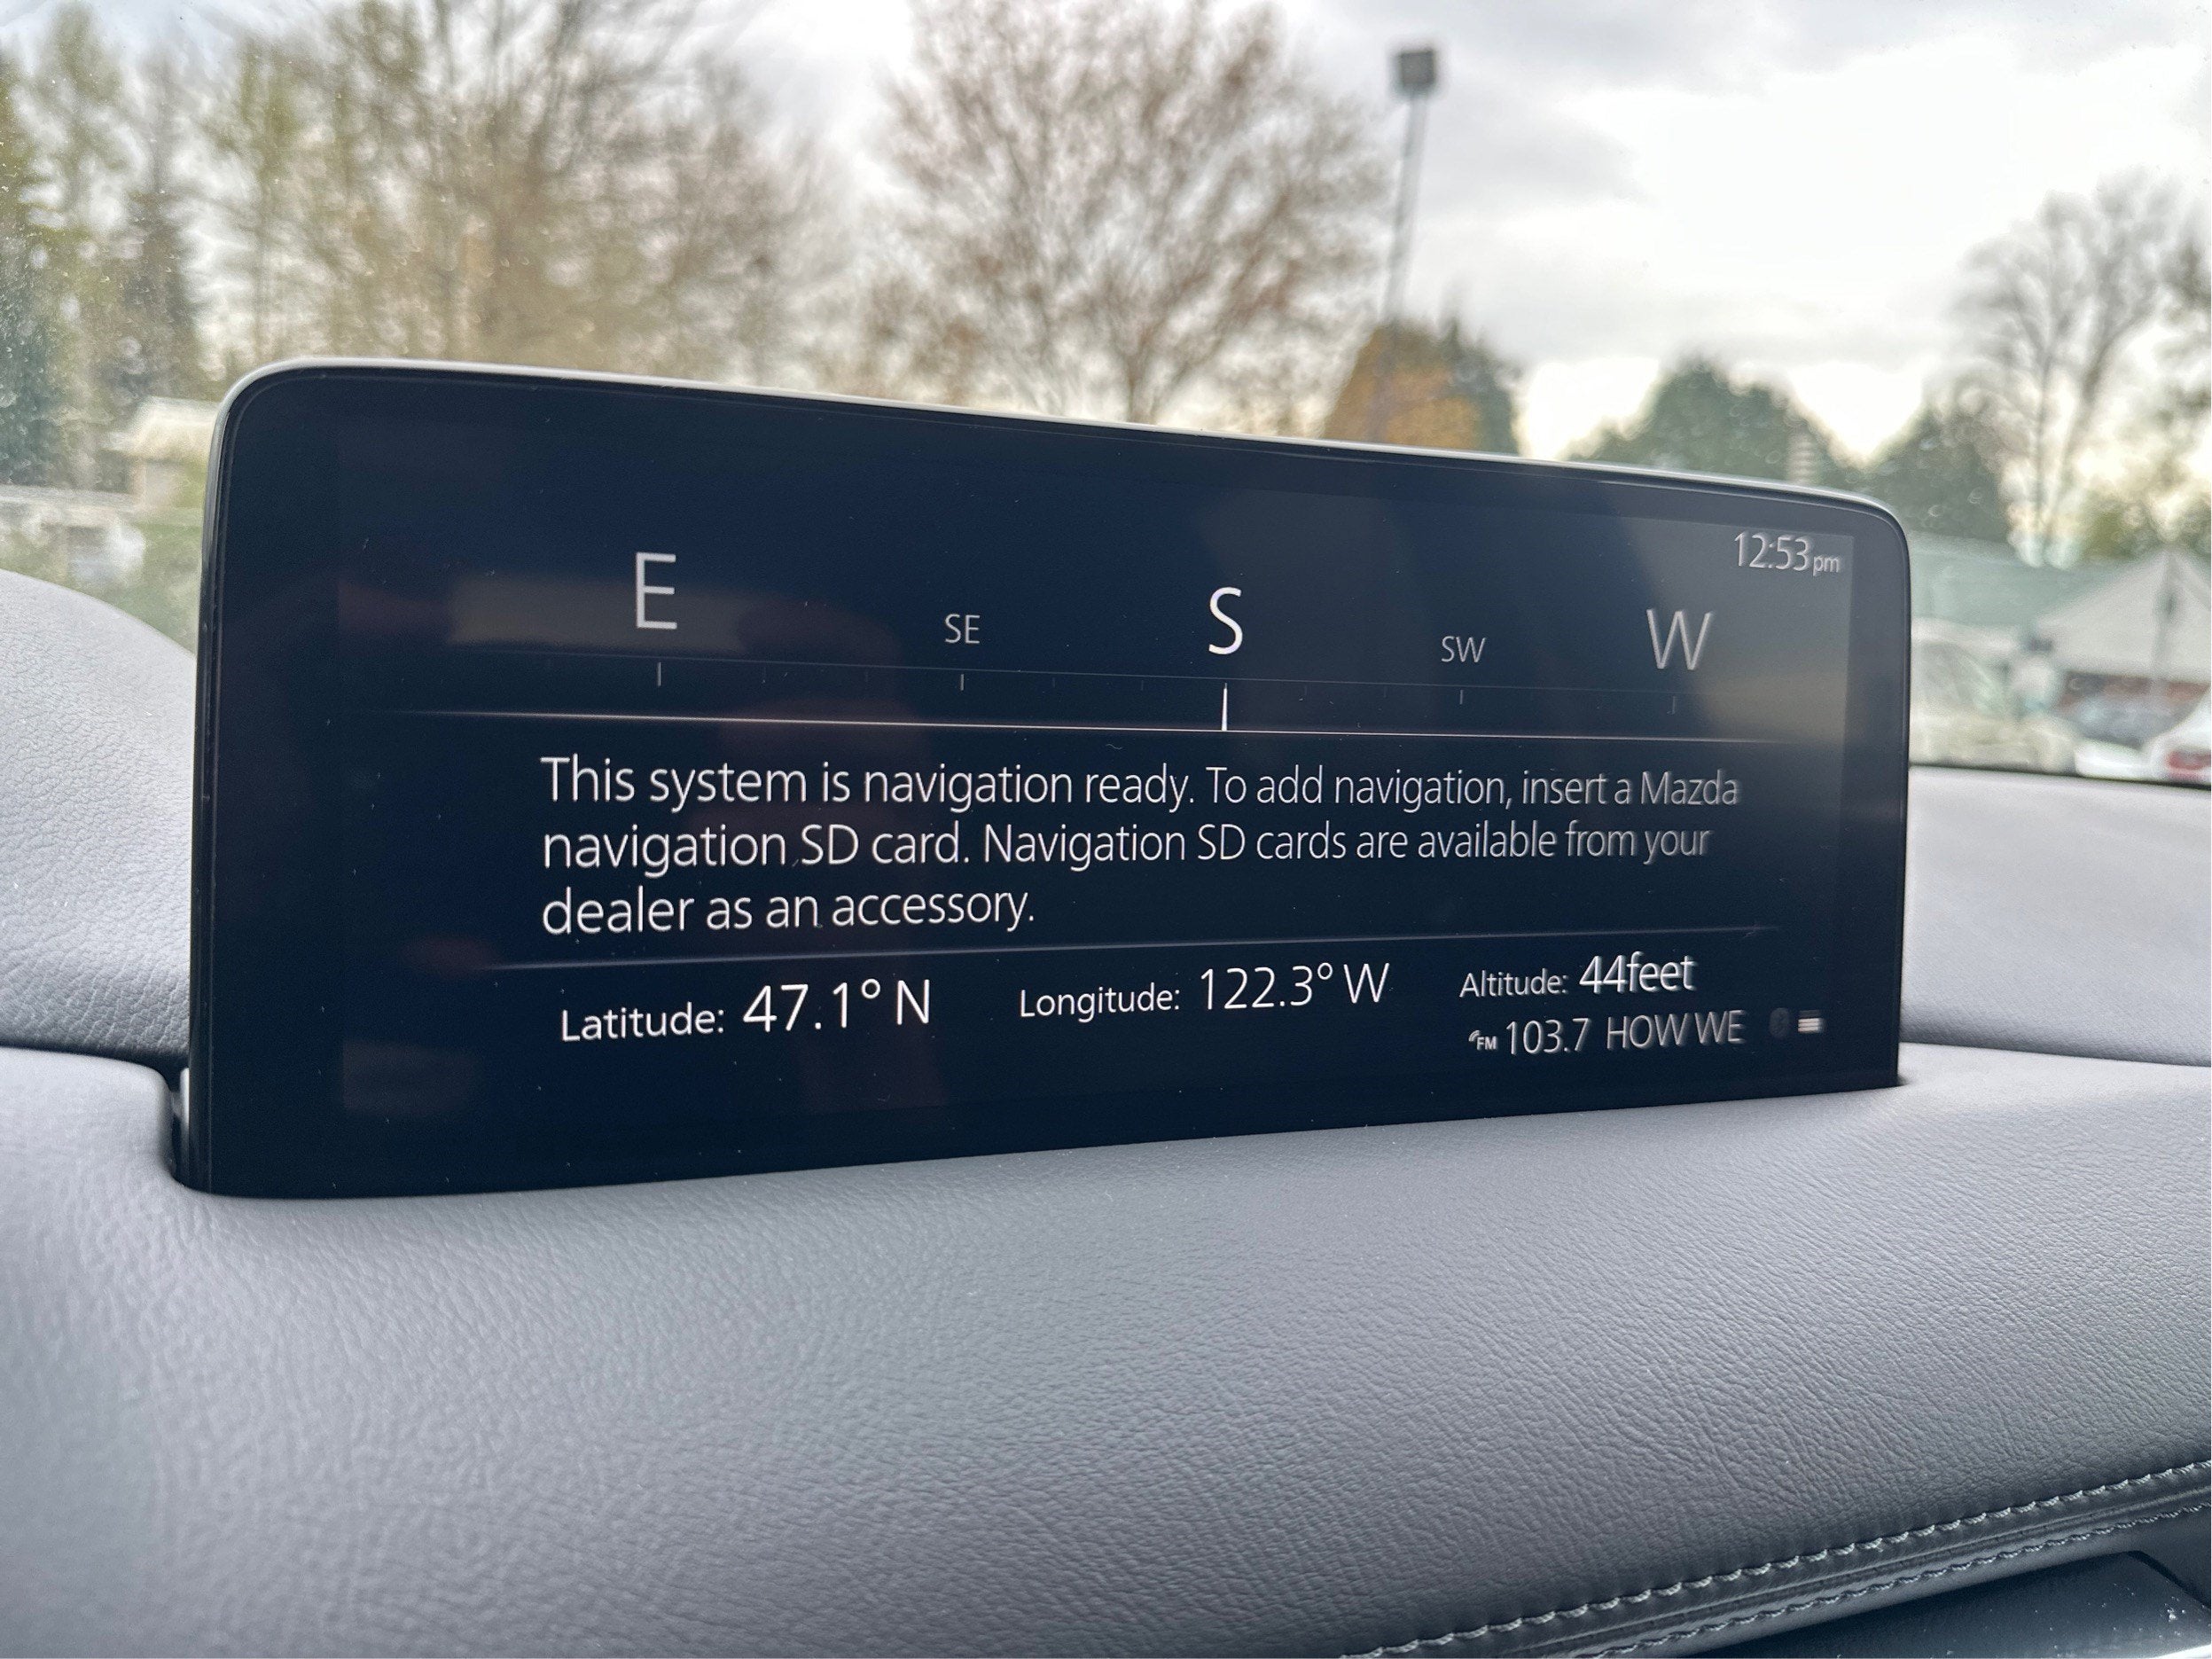 12:53 pm
E SE S SW W
This system is navigation ready. To add navigation, insert a Mazda
navigation SD card. Navigation SD cards are available from your
dealer as an accessory.
Latitude: 47.1° N Longitude: 122.3° W Altitude: 44feet
FM 103.7 HOW WE